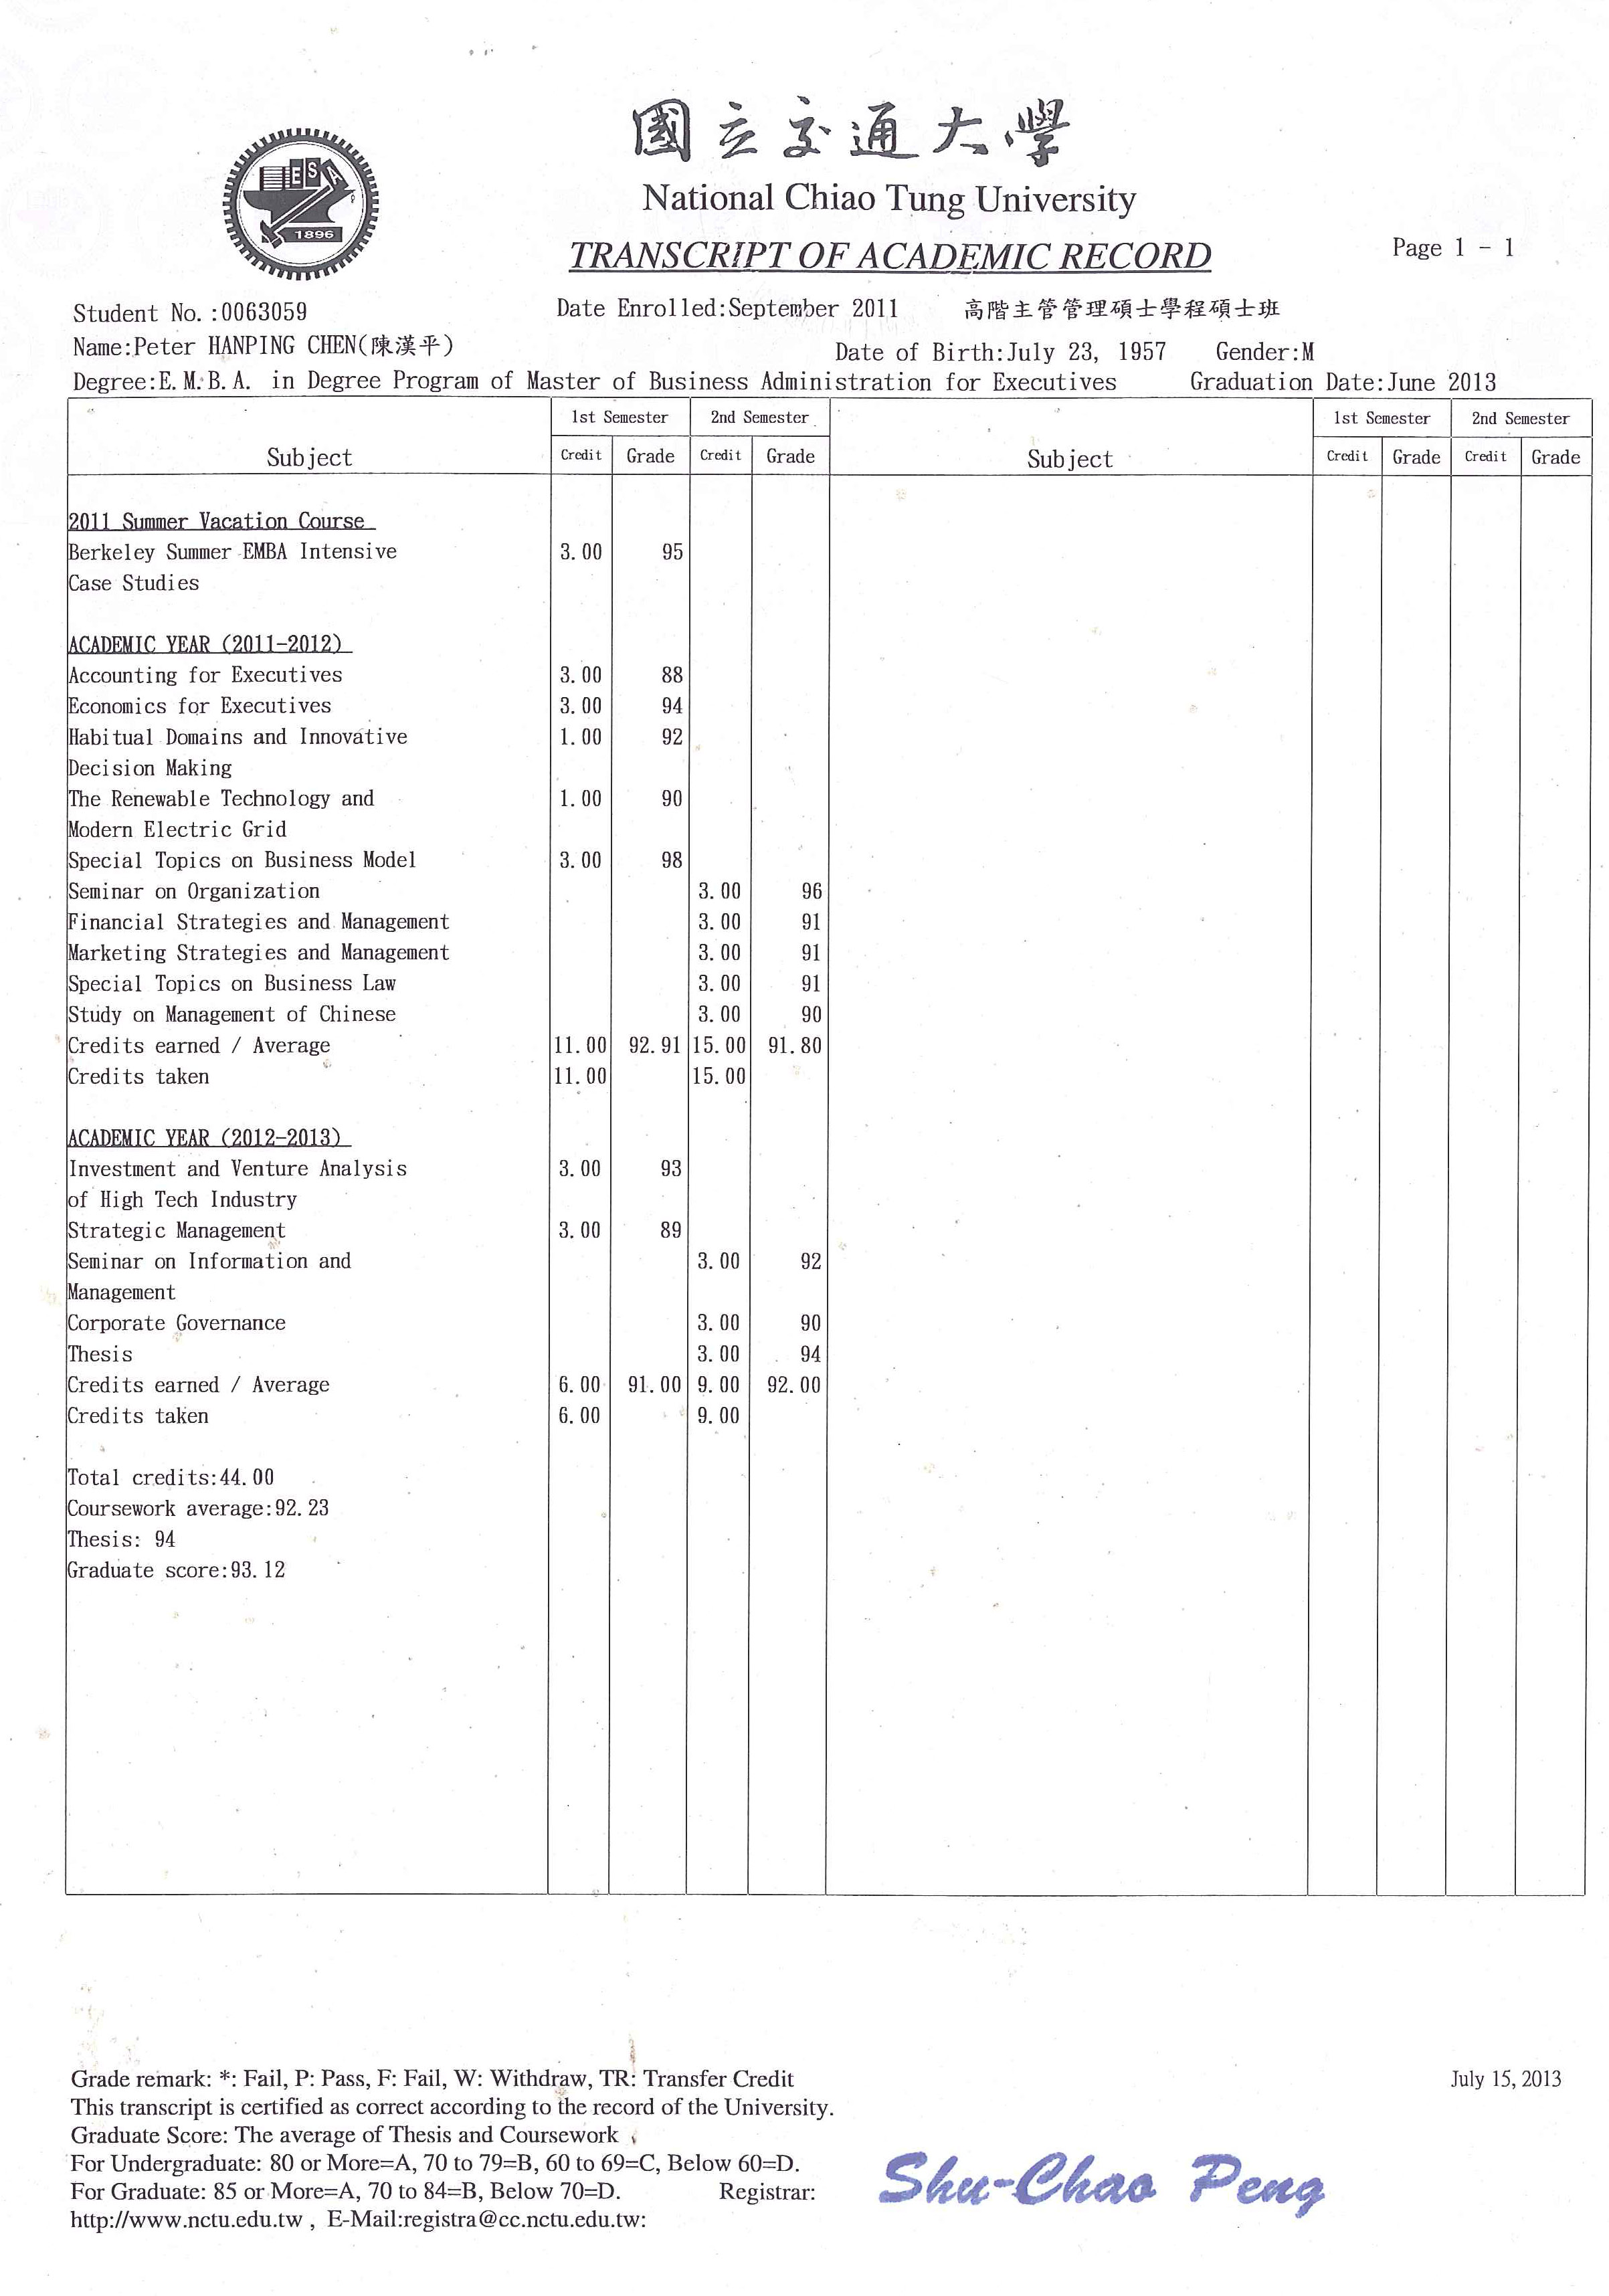 國立交通大學
National Chiao Tung University
TRANSCRIPT OF ACADEMIC RECORD
Page 1 - 1
ESA
1896
Student No.:0063059 Date Enrolled:September 2011 高階主管管理碩士學程碩士班
Name:Peter HANPING CHEN(陳漢平) Date of Birth:July 23, 1957 Gender:M
Degree:E.M.B.A. in Degree Program of Master of Business Administration for Executives Graduation Date:June 2013
1st Semester 2nd Semester 1st Semester 2nd Semester
Subject Credit Grade Credit Grade Subject Credit Grade Credit Grade
2011 Summer Vacation Course
Berkeley Summer EMBA Intensive 3.00 95
Case Studies
ACADEMIC YEAR (2011-2012)
Accounting for Executives 3.00 88
Economics for Executives 3.00 94
Habitual Domains and Innovative 1.00 92
Decision Making
The Renewable Technology and 1.00 90
Modern Electric Grid
Special Topics on Business Model 3.00 98
Seminar on Organization 3.00 96
Financial Strategies and Management 3.00 91
Marketing Strategies and Management 3.00 91
Special Topics on Business Law 3.00 91
Study on Management of Chinese 3.00 90
Credits earned / Average 11.00 92.91 15.00 91.80
Credits taken 11.00 15.00
ACADEMIC YEAR (2012-2013)
Investment and Venture Analysis 3.00 93
of High Tech Industry
Strategic Management 3.00 89
Seminar on Information and 3.00 92
Management
Corporate Governance 3.00 90
Thesis 3.00 94
Credits earned / Average 6.00 91.00 9.00 92.00
Credits taken 6.00 9.00
Total credits:44.00
Coursework average:92.23
Thesis: 94
Graduate score:93.12
Grade remark: *: Fail, P: Pass, F: Fail, W: Withdraw, TR: Transfer Credit July 15, 2013
This transcript is certified as correct according to the record of the University.
Graduate Score: The average of Thesis and Coursework
For Undergraduate: 80 or More=A, 70 to 79=B, 60 to 69=C, Below 60=D.
For Graduate: 85 or More=A, 70 to 84=B, Below 70=D. Registrar: Shu-Chao Peng
http://www.nctu.edu.tw , E-Mail:registra@cc.nctu.edu.tw: